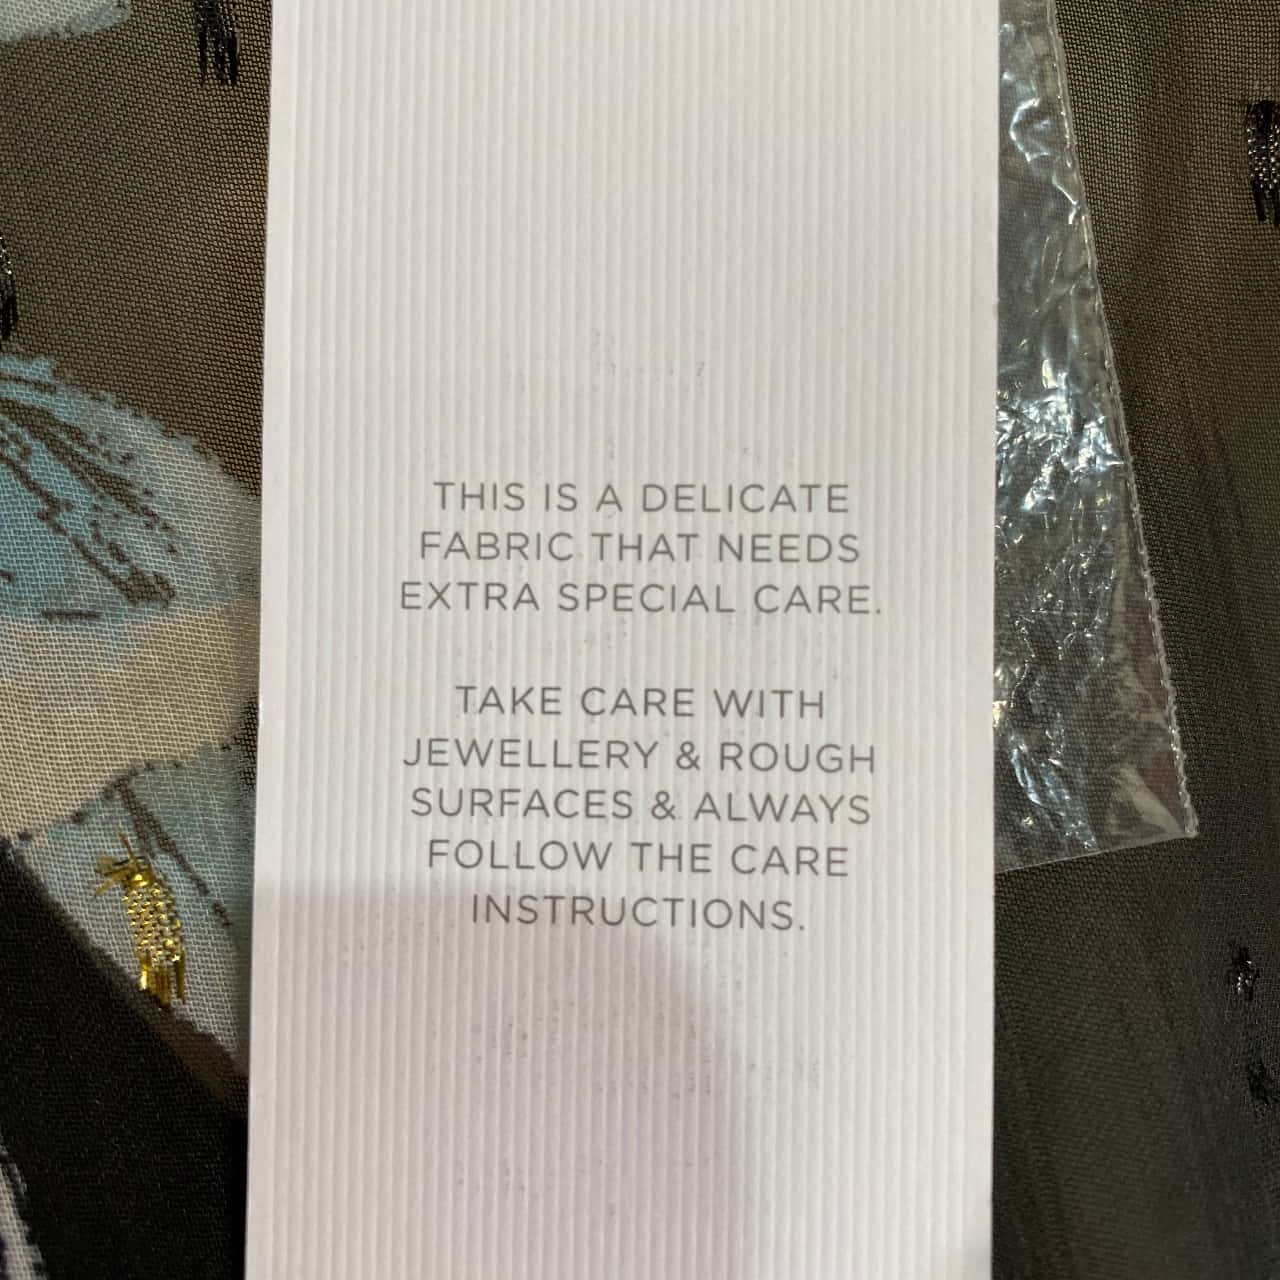 THIS IS A DELICATE
FABRIC THAT NEEDS
EXTRA SPECIAL CARE.
TAKE CARE WITH
JEWELLERY & ROUGH
SURFACES & ALWAYS
FOLLOW THE CARE
INSTRUCTIONS.